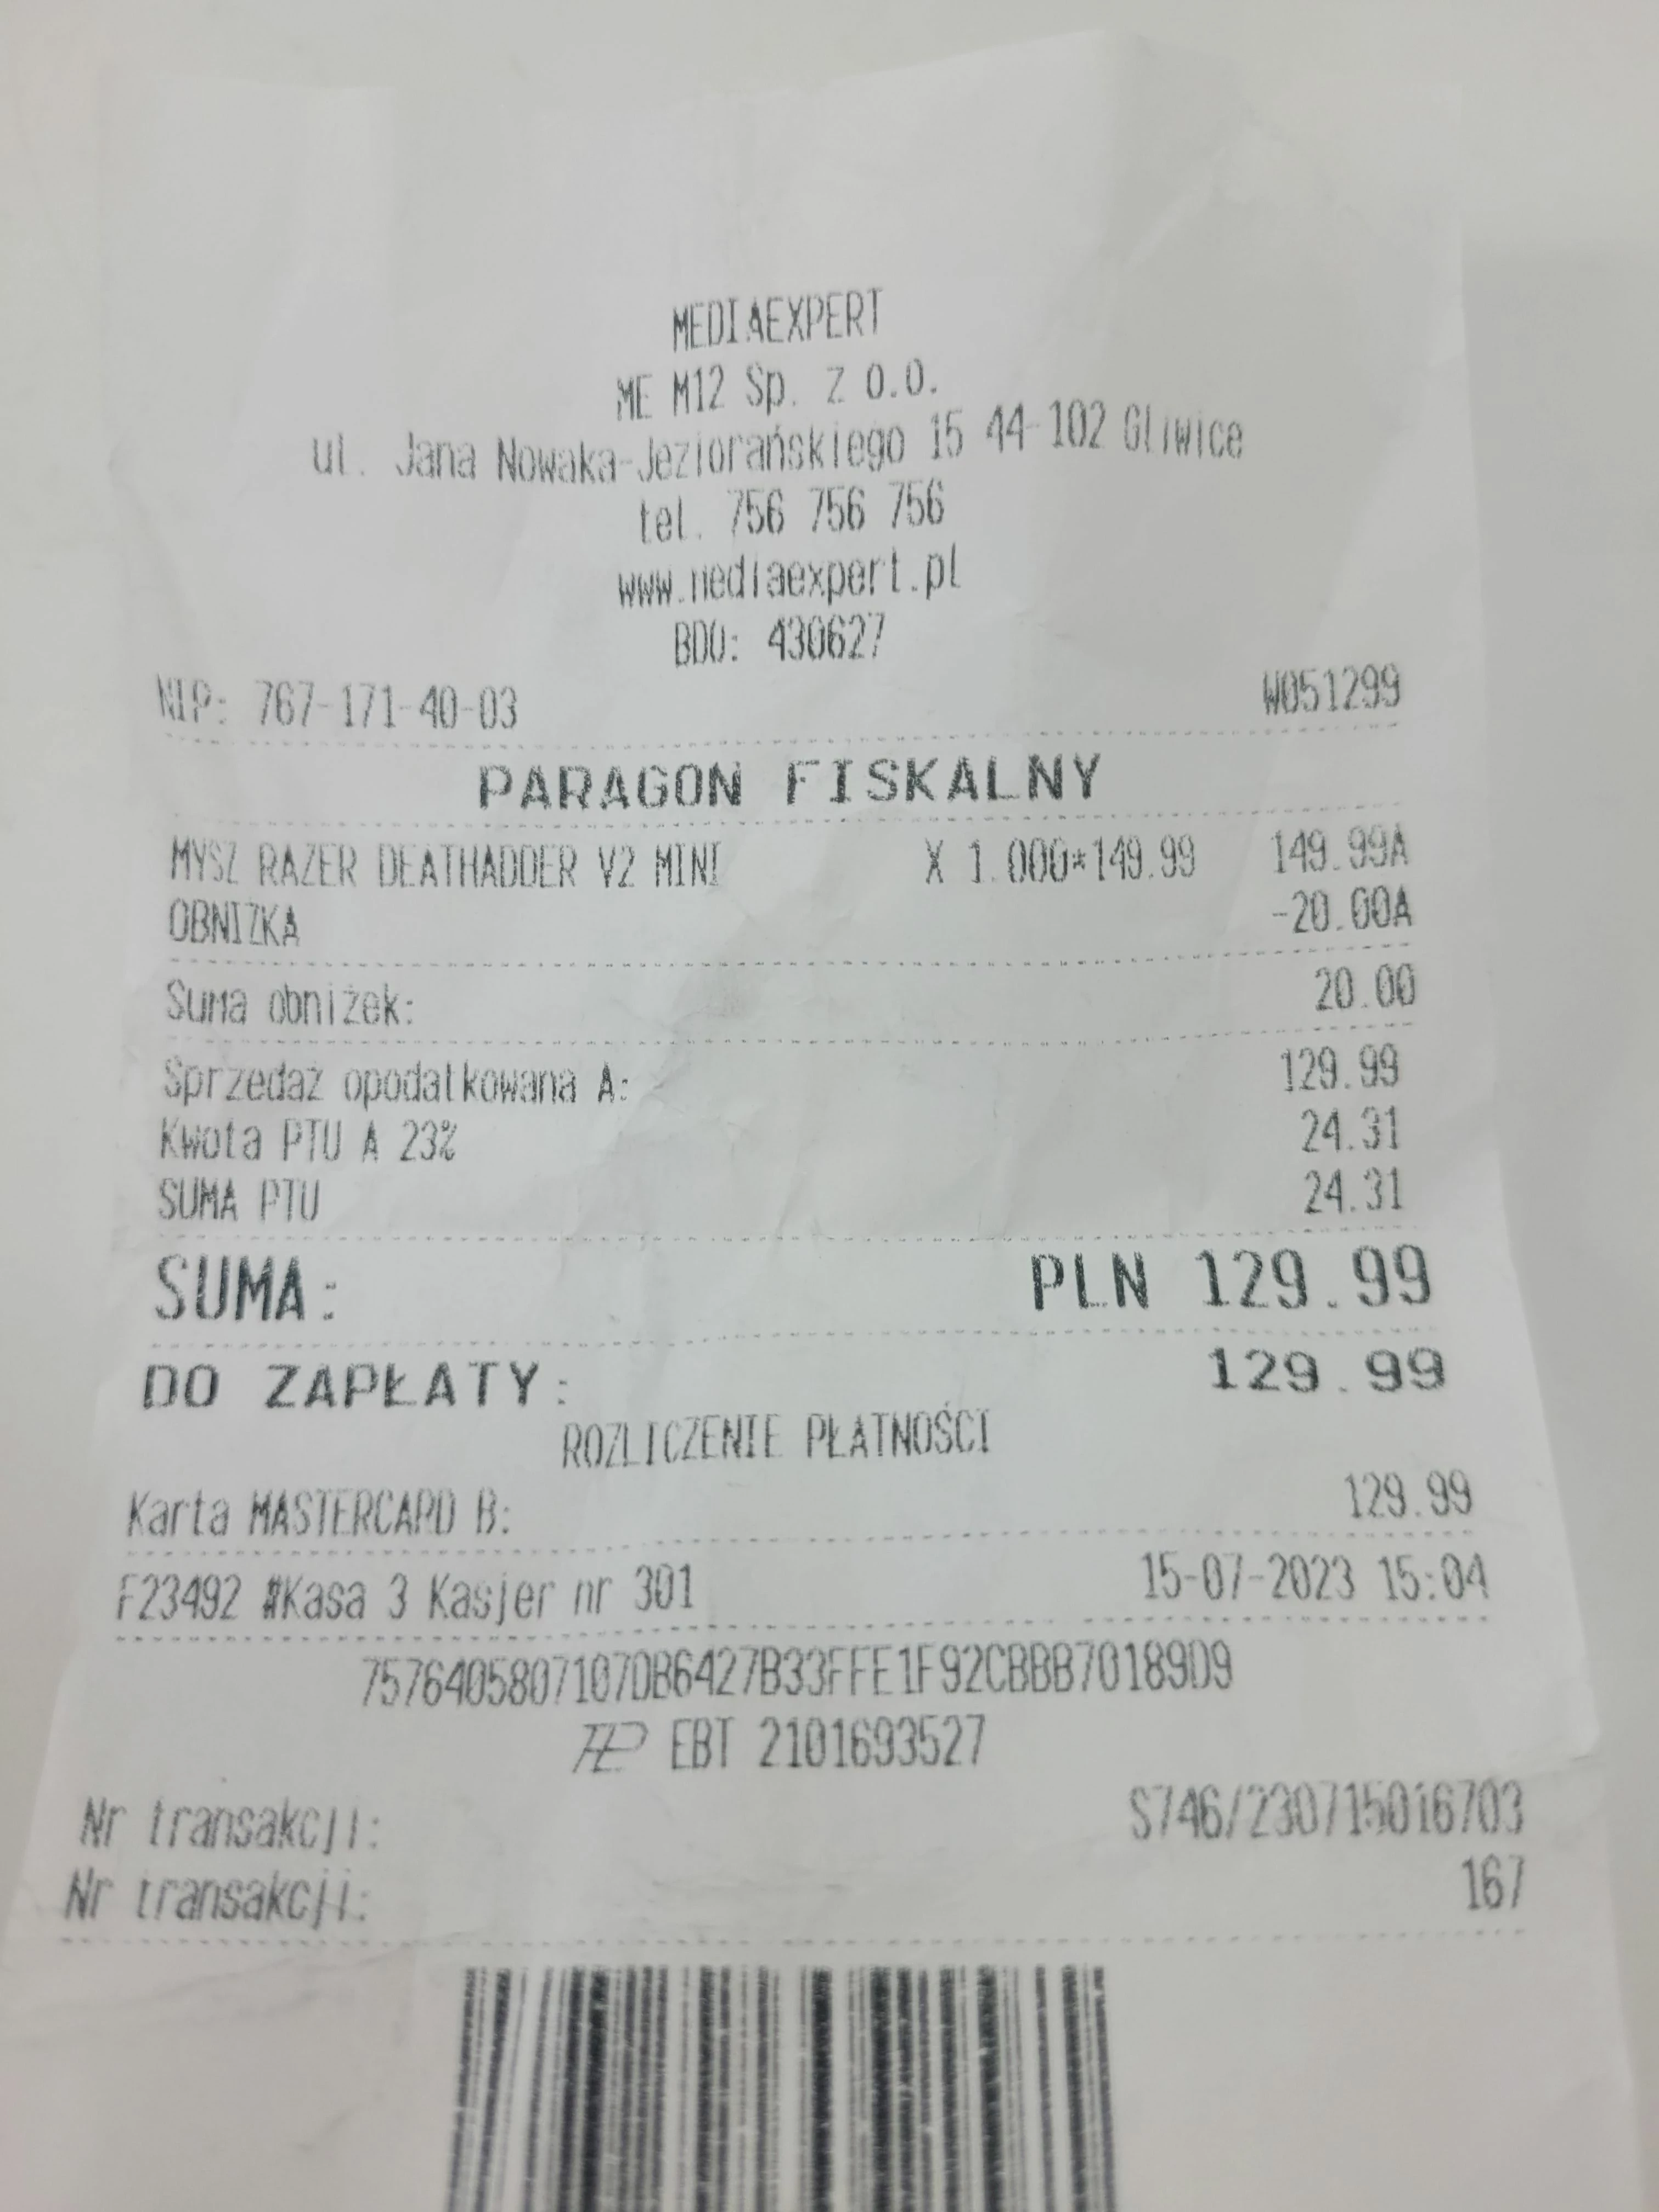 MEDIAEXPERT
ME M12 Sp. Z O.O.
ul. Jana Nowaka-Jeziorańskiego 15 44-102 Gliwice
tel. 756 756 756
www.mediaexpert.pl
BDO: 430627
NIP: 767-171-40-03 W051299
PARAGON FISKALNY
MYSZ RAZER DEATHADDER V2 MINI X 1.000*149.99 149.99A
OBNIŻKA -20.00A
Suma obniżek: 20.00
Sprzedaż opodatkowana A: 129.99
Kwota PTU A 23% 24.31
SUMA PTU 24.31
SUMA: PLN 129.99
DO ZAPŁATY: 129.99
ROZLICZENIE PŁATNOŚCI
Karta MASTERCARD B: 129.99
F23492 #Kasa 3 Kasjer nr 301 15-07-2023 15:04
7576405807107DB6427B33FFE1F92CBBB70189D9
EBT 2101693527
Nr transakcji: S746/230715016703
Nr transakcji: 167